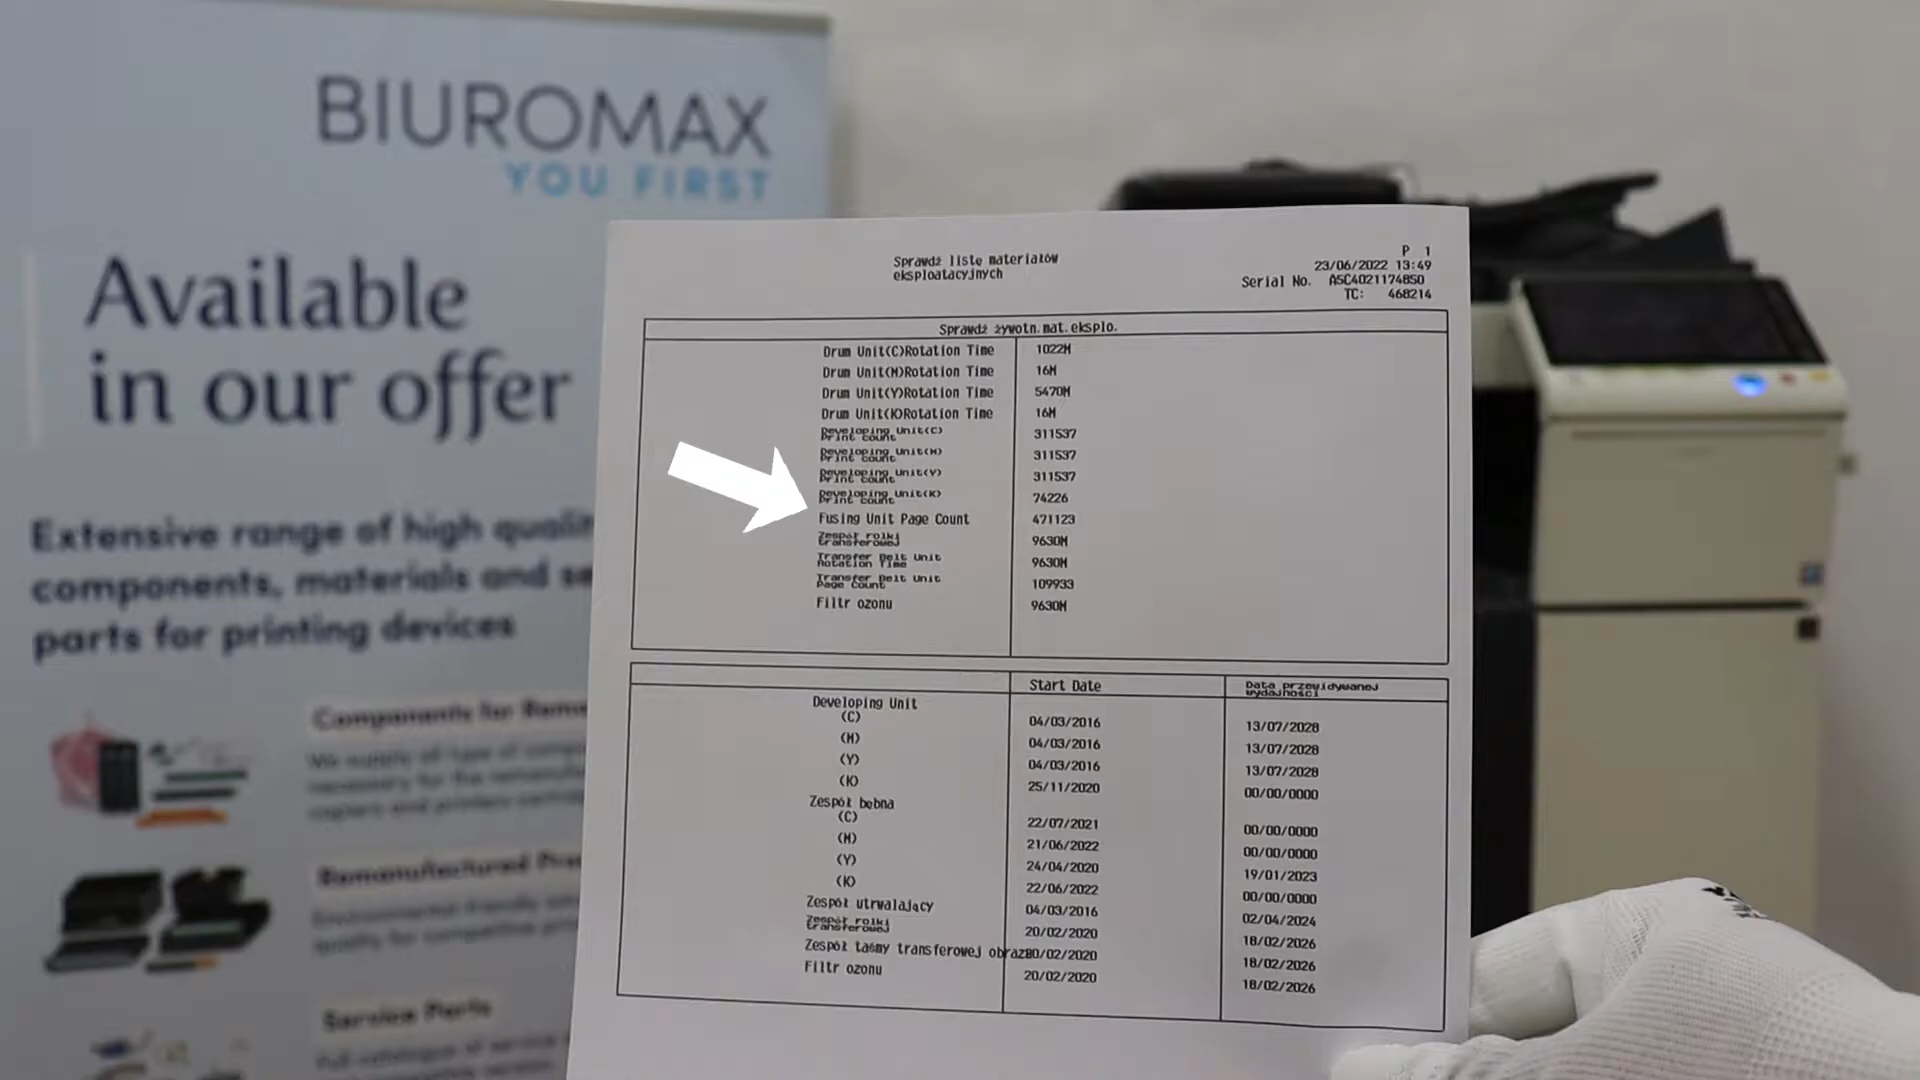 BIUROMAX
YOU FIRST
Available
in our offer
Extensive range of high
components, materials and
parts for printing devices
Components for
Remanufactured
Service Parts
Sprawdź listę materiałów
eksploatacyjnych
P 1
23/06/2022 13:49
Serial No. A5C4021174850
TC: 468214
Sprawdź żywotn.mat.eksplo.
Drum Unit(C)Rotation Time 1022M
Drum Unit(M)Rotation Time 16M
Drum Unit(Y)Rotation Time 5470M
Drum Unit(K)Rotation Time 16M
Developing Unit(C)
Print Count 311537
Developing Unit(M)
Print Count 311537
Developing Unit(Y)
Print Count 311537
Developing Unit(K)
Print Count 74226
Fusing Unit Page Count 471123
Zespół rolki
transferowej 9630M
Transfer Belt Unit
Rotation Time 9630M
Transfer Belt Unit
Page Count 109933
Filtr ozonu 9630M
Start Date
Data przewidywanej
wydajności
Developing Unit
(C) 04/03/2016 13/07/2028
(M) 04/03/2016 13/07/2028
(Y) 04/03/2016 13/07/2028
(K) 25/11/2020 00/00/0000
Zespół bębna
(C) 22/07/2021 00/00/0000
(M) 21/06/2022 00/00/0000
(Y) 24/04/2020 19/01/2023
(K) 22/06/2022 00/00/0000
Zespół utrwalający 04/03/2016 02/04/2024
Zespół rolki
transferowej 20/02/2020 18/02/2026
Zespół taśmy transferowej obrazu 20/02/2020 18/02/2026
Filtr ozonu 20/02/2020 18/02/2026